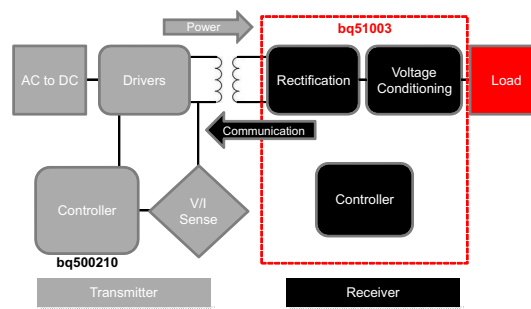 Power
bq51003
AC to DC
Drivers
Rectification
Voltage
Conditioning
Load
Communication
Controller
V/I
Sense
Controller
bq500210
Transmitter
Receiver